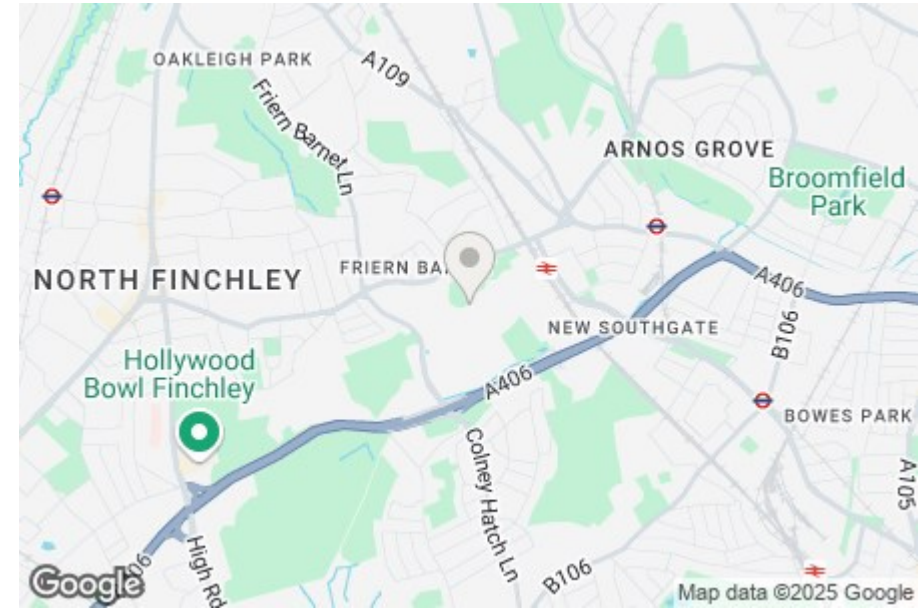 OAKLEIGH PARK
A109
Friern Barnet Ln
ARNOS GROVE
Broomfield
Park
NORTH FINCHLEY
FRIERN BA
A406
NEW SOUTHGATE
B106
Hollywood
Bowl Finchley
A406
BOWES PARK
Colney Hatch Ln
A105
High Rd
B106
06
Google
Map data ©2025 Google